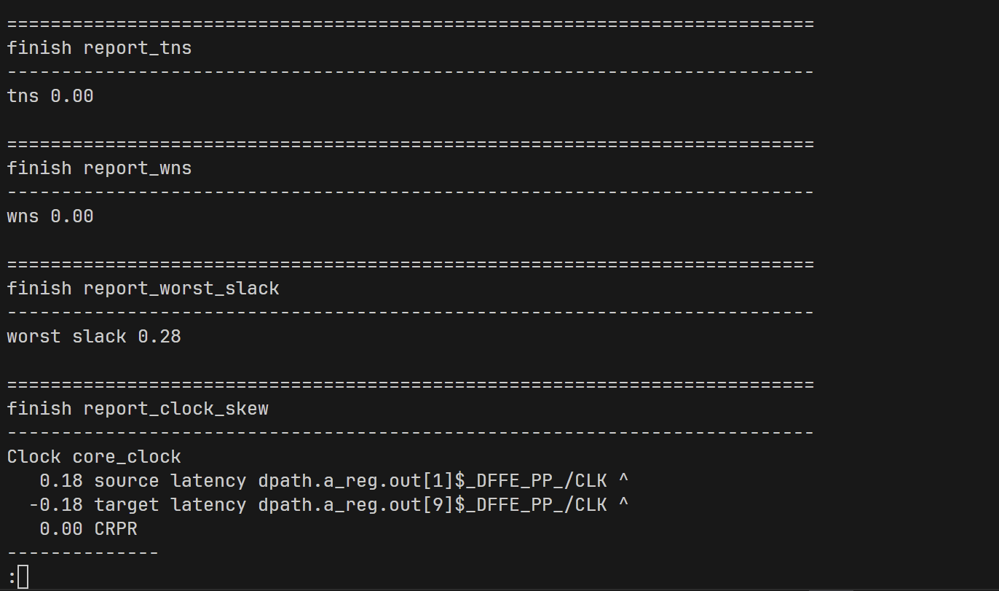 ==========================================================================
finish report_tns
--------------------------------------------------------------------------
tns 0.00

==========================================================================
finish report_wns
--------------------------------------------------------------------------
wns 0.00

==========================================================================
finish report_worst_slack
--------------------------------------------------------------------------
worst slack 0.28

==========================================================================
finish report_clock_skew
--------------------------------------------------------------------------
Clock core_clock
   0.18 source latency dpath.a_reg.out[1]$_DFFE_PP_/CLK ^
  -0.18 target latency dpath.a_reg.out[9]$_DFFE_PP_/CLK ^
   0.00 CRPR
--------------
: